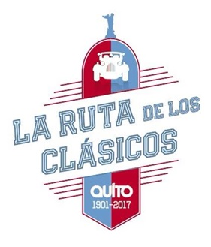 LA RUTA DE LOS
CLÁSICOS
QUITO
1901-2017